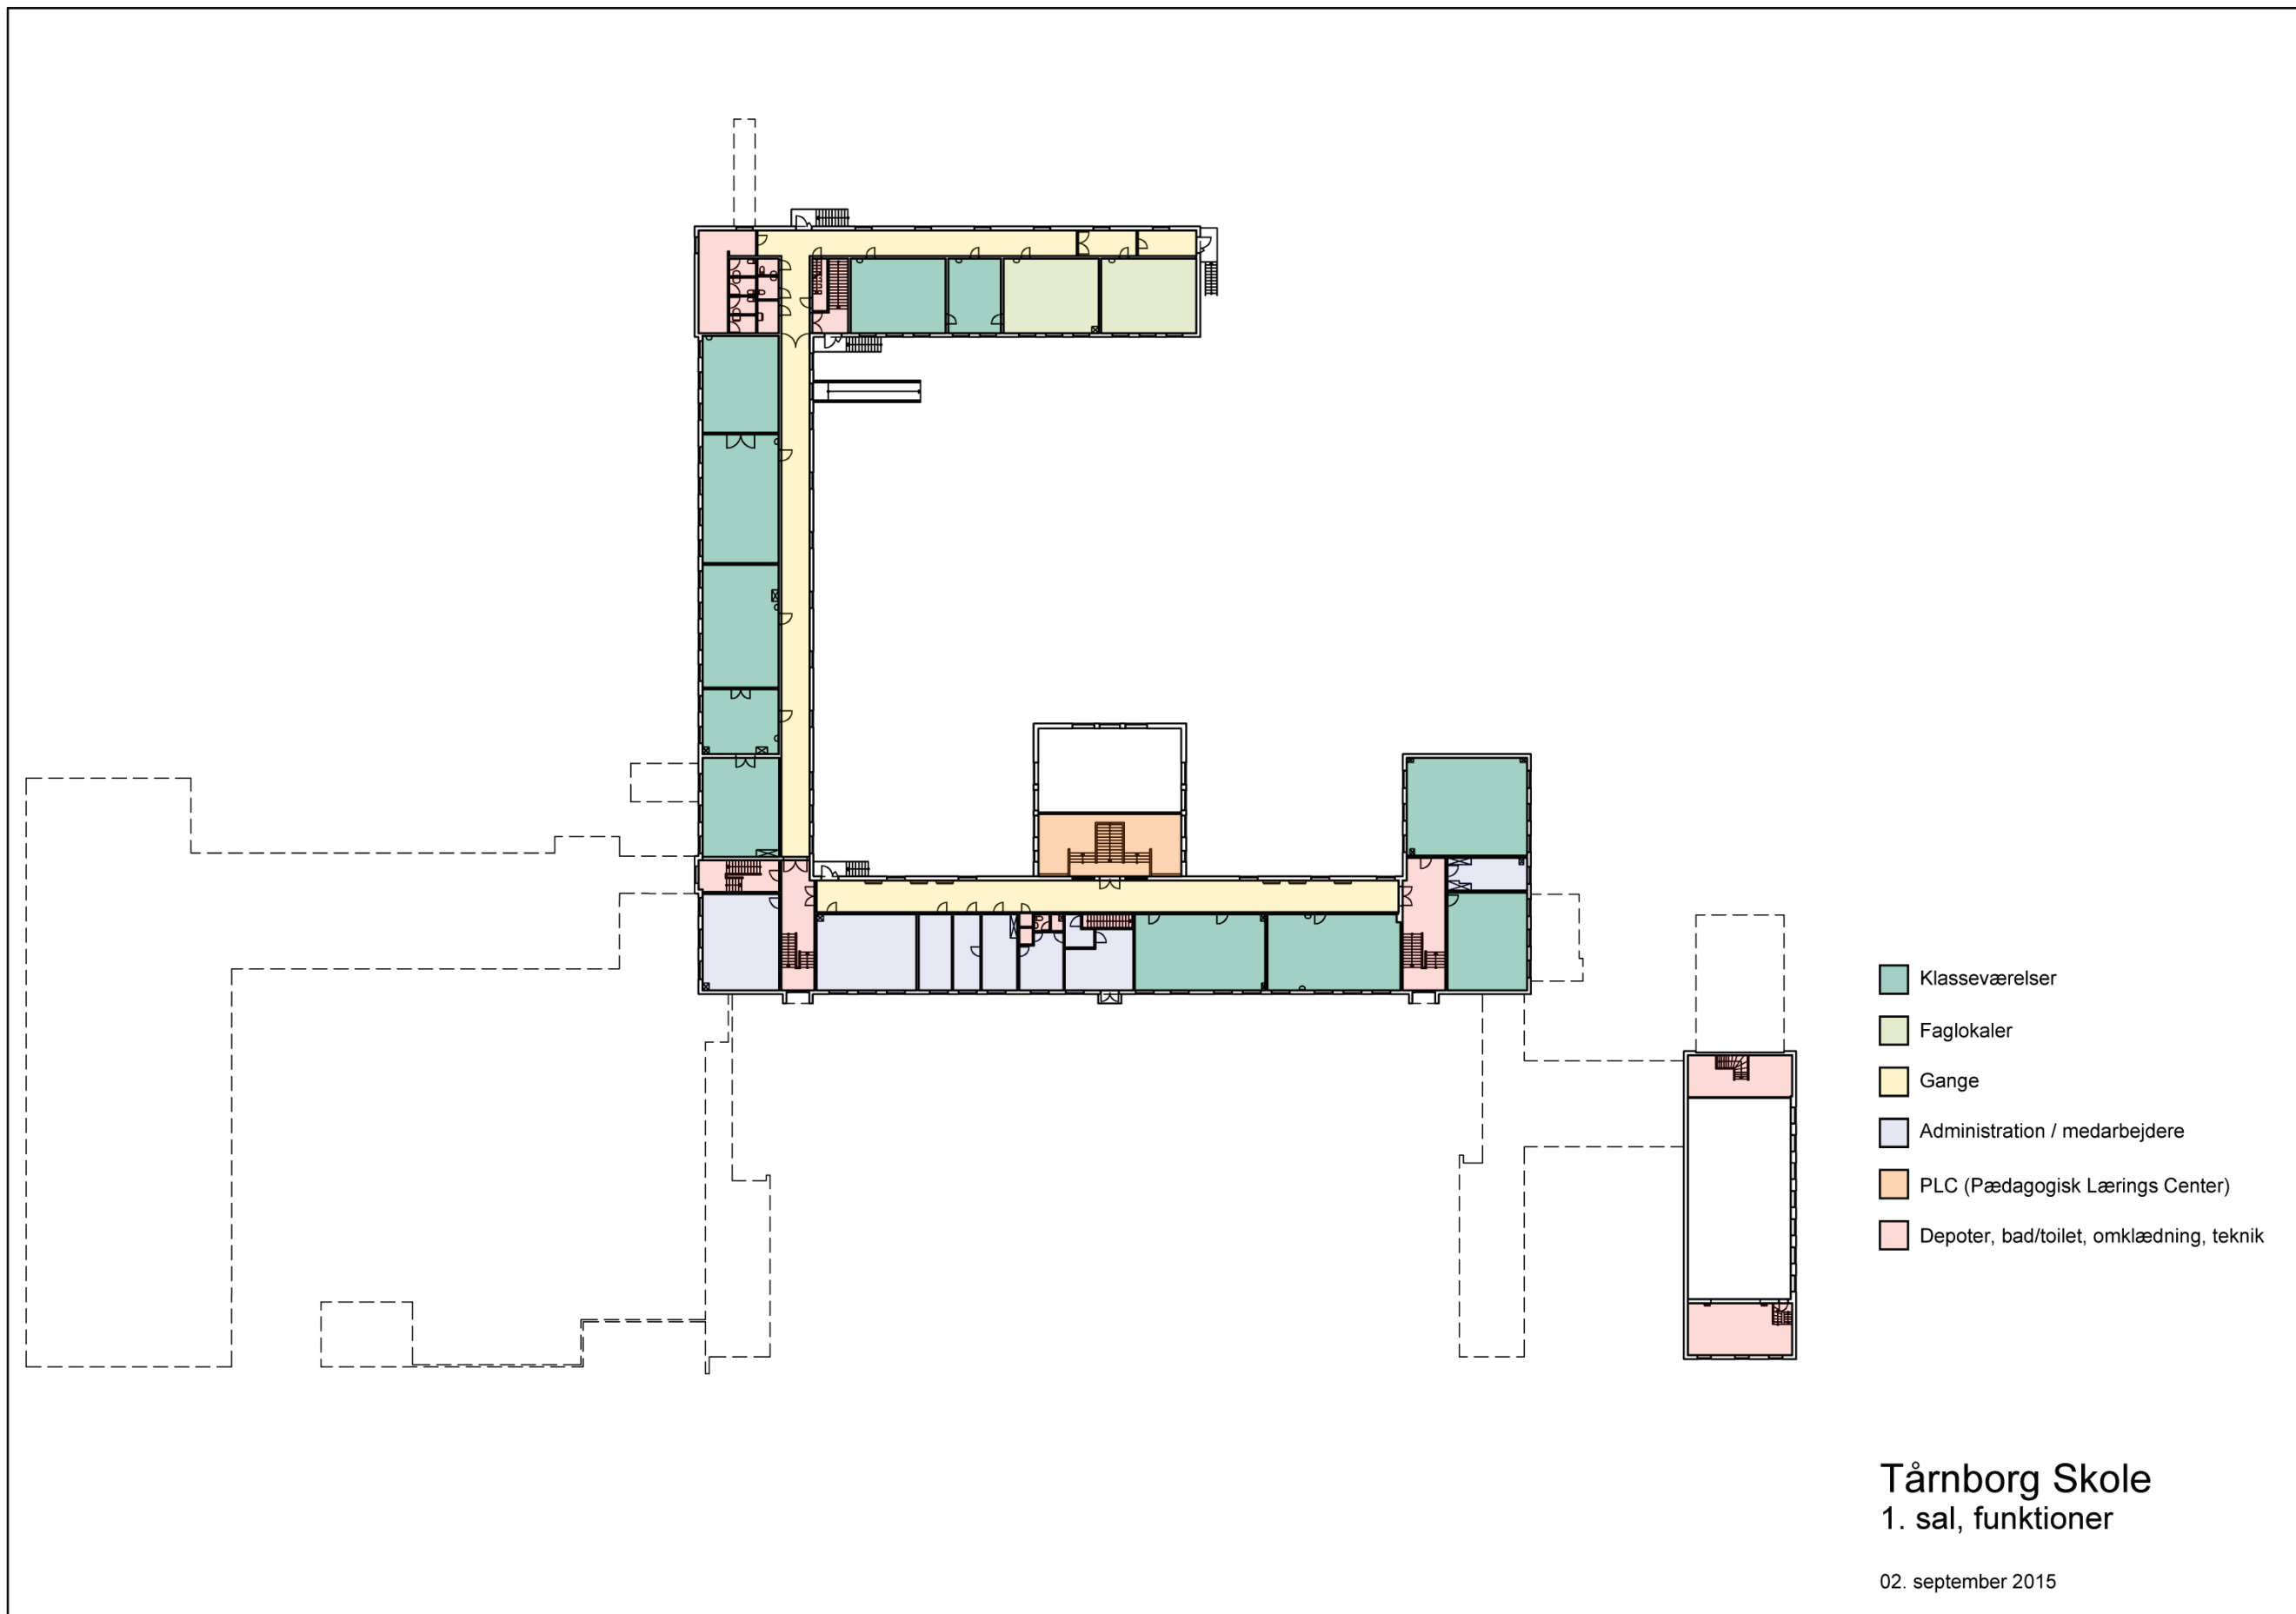 Klasseværelser
Faglokaler
Gange
Administration / medarbejdere
PLC (Pædagogisk Lærings Center)
Depoter, bad/toilet, omklædning, teknik
Tårnborg Skole
1. sal, funktioner
02. september 2015